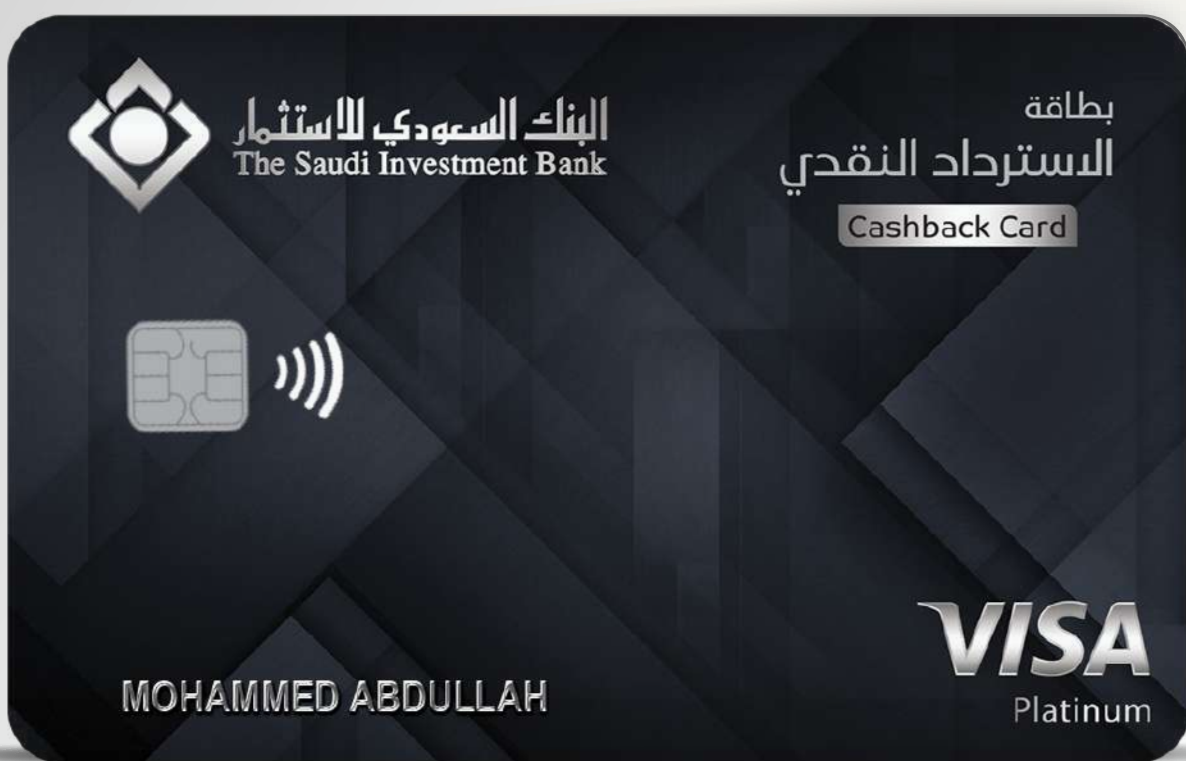 البنك السعودي للاستثمار
The Saudi Investment Bank
بطاقة
الاسترداد النقدي
Cashback Card
MOHAMMED ABDULLAH
VISA
Platinum